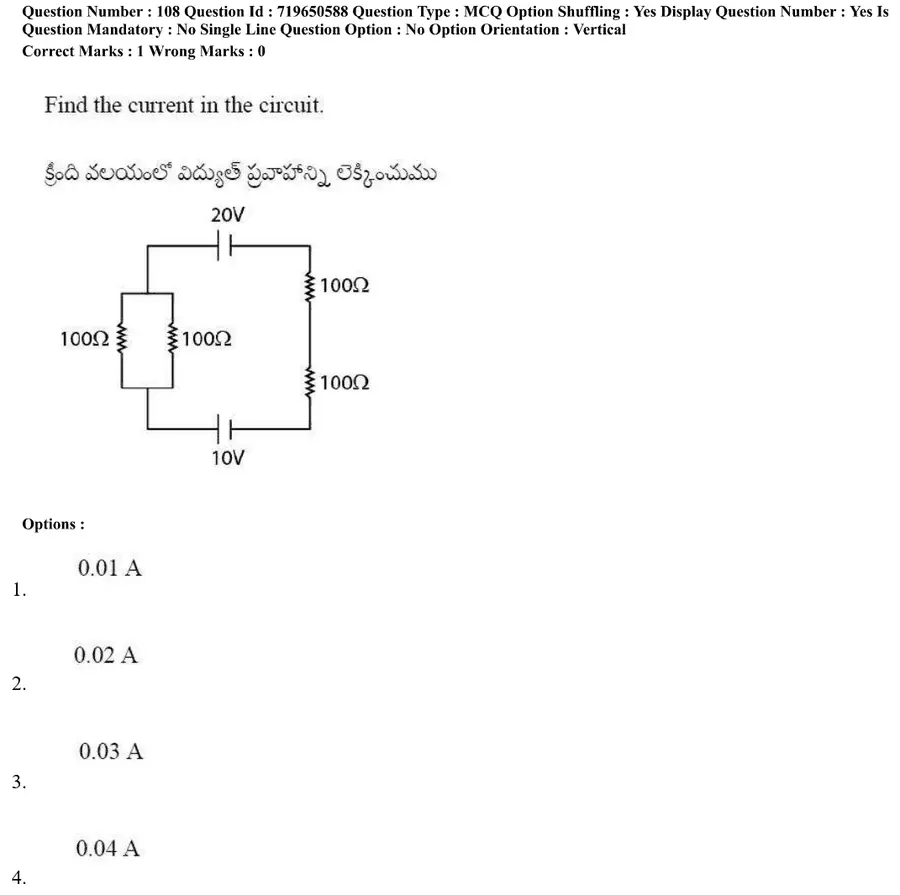 Question Number : 108 Question Id : 719650588 Question Type : MCQ Option Shuffling : Yes Display Question Number : Yes Is
Question Mandatory : No Single Line Question Option : No Option Orientation : Vertical
Correct Marks : 1 Wrong Marks : 0
Find the current in the circuit.
క్రింది వలయంలో విద్యుత్ ప్రవాహాన్ని లెక్కించుము
20V
100Ω
100Ω
100Ω
100Ω
10V
Options :
0.01 A
1.
0.02 A
2.
0.03 A
3.
0.04 A
4.